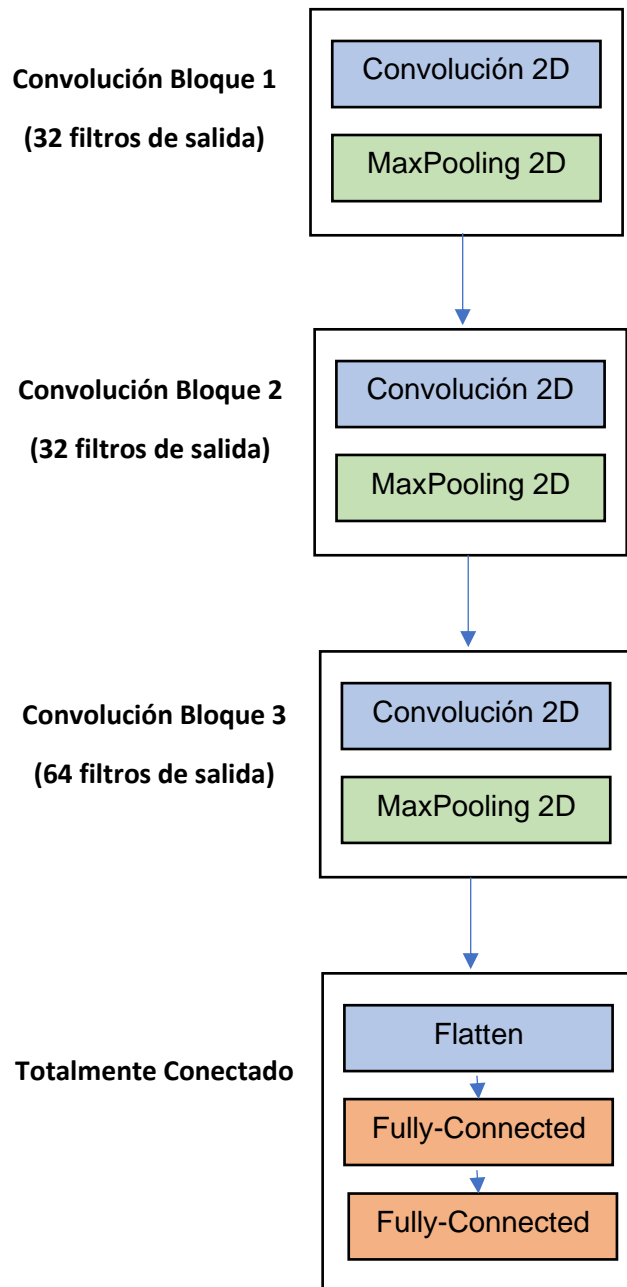 Convolución Bloque 1
(32 filtros de salida)
Convolución 2D
MaxPooling 2D
Convolución Bloque 2
(32 filtros de salida)
Convolución 2D
MaxPooling 2D
Convolución Bloque 3
(64 filtros de salida)
Convolución 2D
MaxPooling 2D
Totalmente Conectado
Flatten
Fully-Connected
Fully-Connected